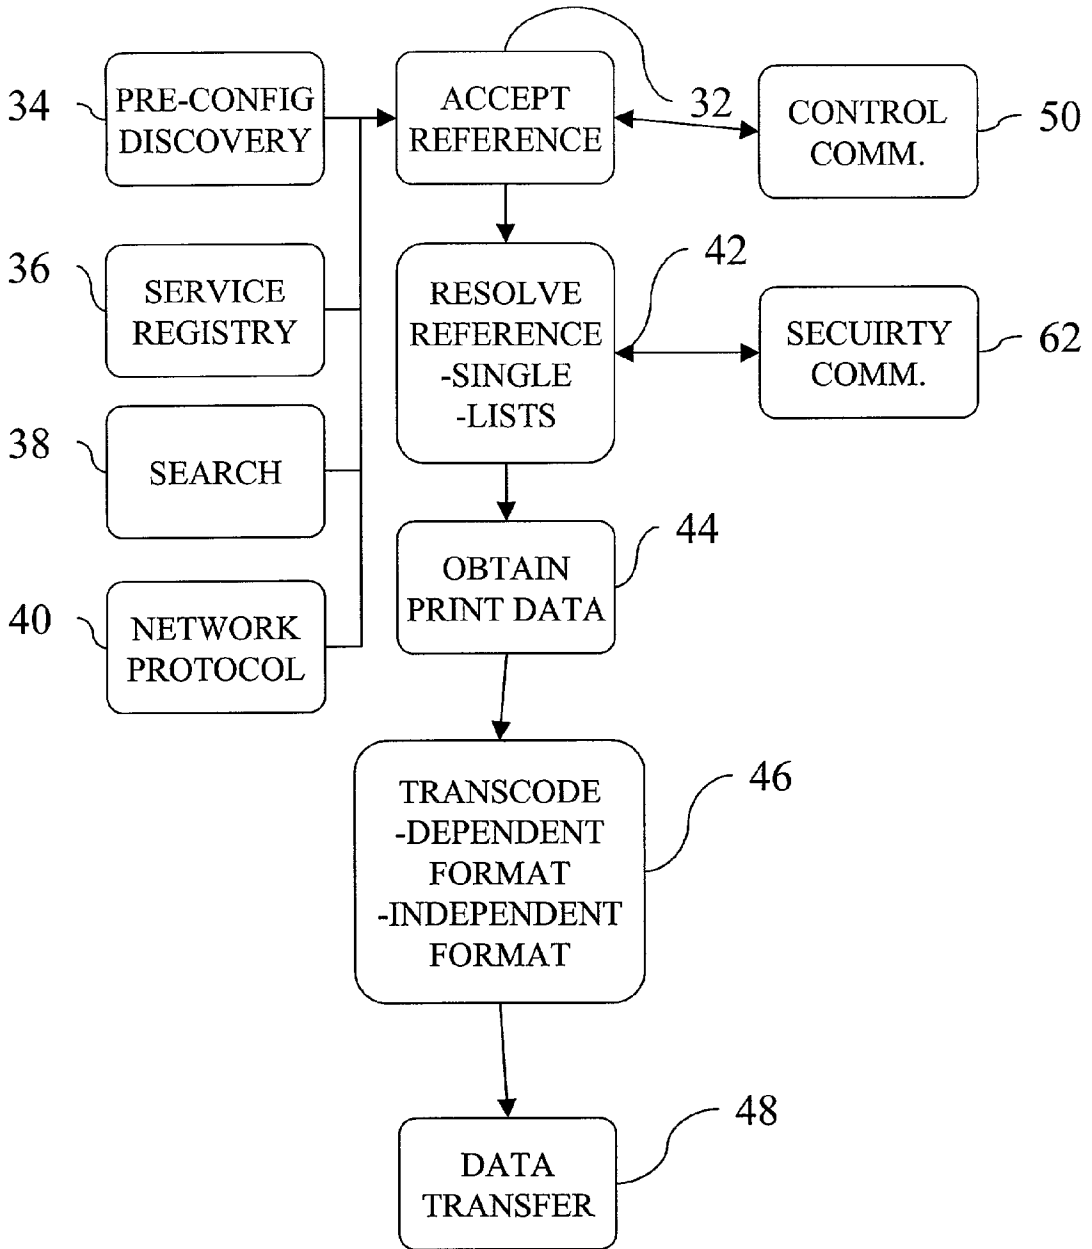 34
PRE-CONFIG
DISCOVERY
ACCEPT
REFERENCE
32
CONTROL
COMM.
50
36
SERVICE
REGISTRY
RESOLVE
REFERENCE
-SINGLE
-LISTS
42
SECUIRTY
COMM.
62
38
SEARCH
40
NETWORK
PROTOCOL
OBTAIN
PRINT DATA
44
TRANSCODE
-DEPENDENT
FORMAT
-INDEPENDENT
FORMAT
46
DATA
TRANSFER
48